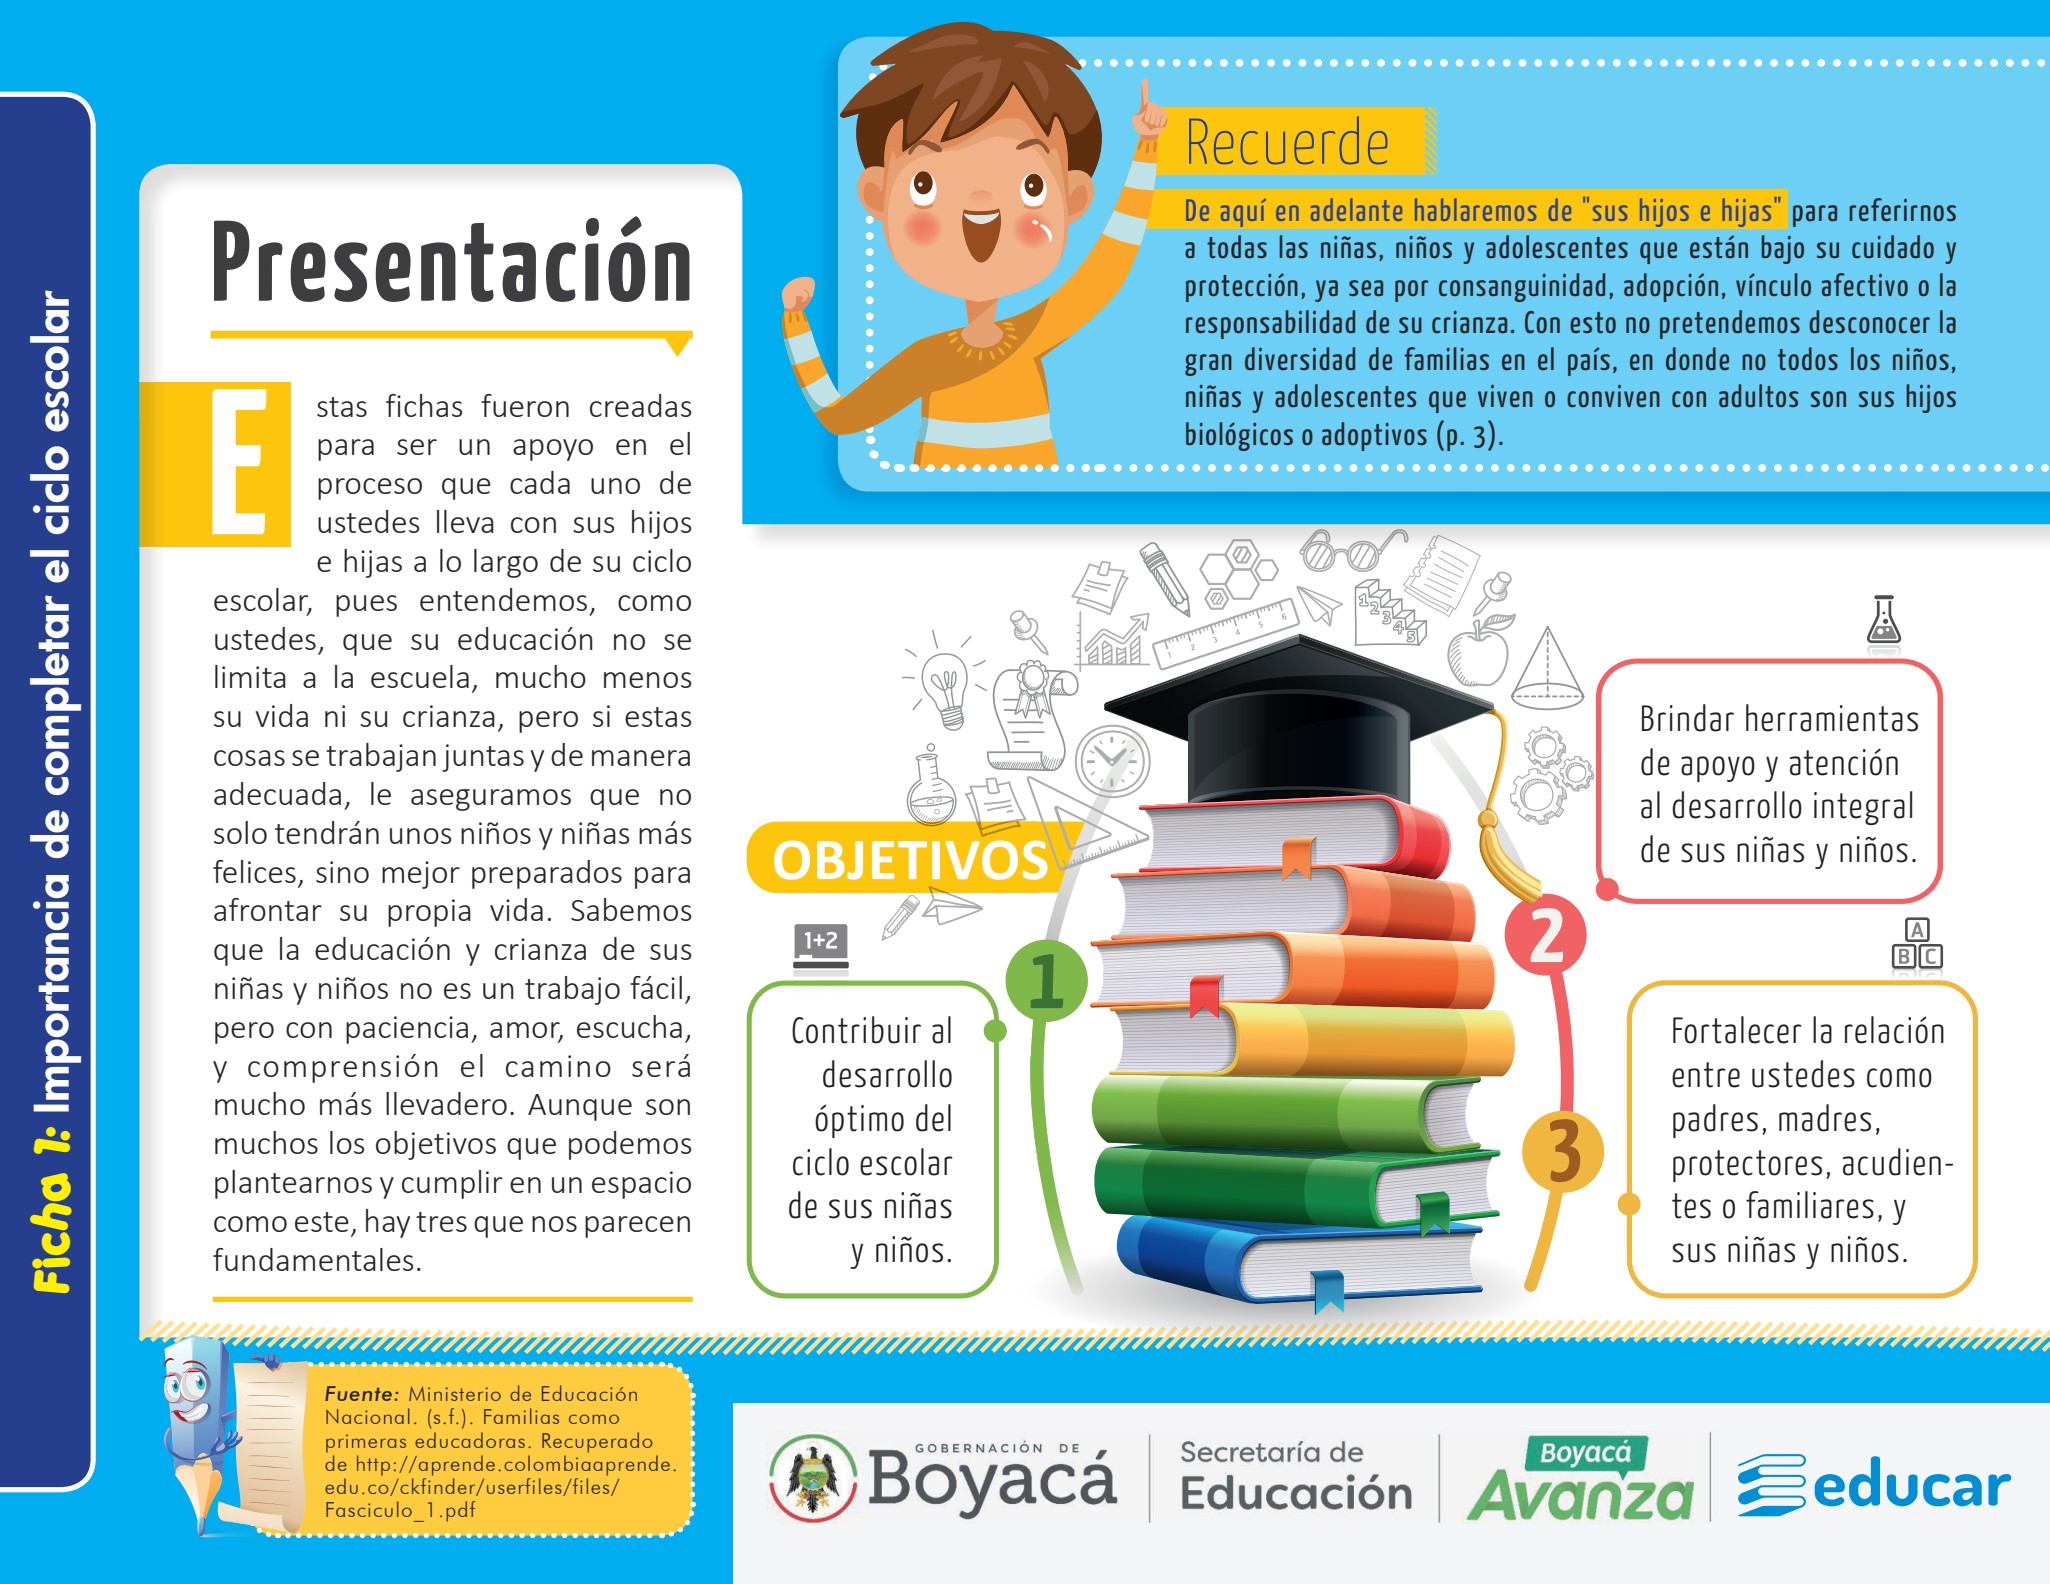 Ficha 1: Importancia de completar el ciclo escolar
Presentación
Estas fichas fueron creadas
para ser un apoyo en el
proceso que cada uno de
ustedes lleva con sus hijos
e hijas a lo largo de su ciclo
escolar, pues entendemos, como
ustedes, que su educación no se
limita a la escuela, mucho menos
su vida ni su crianza, pero si estas
cosas se trabajan juntas y de manera
adecuada, le aseguramos que no
solo tendrán unos niños y niñas más
felices, sino mejor preparados para
afrontar su propia vida. Sabemos
que la educación y crianza de sus
niñas y niños no es un trabajo fácil,
pero con paciencia, amor, escucha,
y comprensión el camino será
mucho más llevadero. Aunque son
muchos los objetivos que podemos
plantearnos y cumplir en un espacio
como este, hay tres que nos parecen
fundamentales.
Recuerde
De aquí en adelante hablaremos de "sus hijos e hijas" para referirnos
a todas las niñas, niños y adolescentes que están bajo su cuidado y
protección, ya sea por consanguinidad, adopción, vínculo afectivo o la
responsabilidad de su crianza. Con esto no pretendemos desconocer la
gran diversidad de familias en el país, en donde no todos los niños,
niñas y adolescentes que viven o conviven con adultos son sus hijos
biológicos o adoptivos (p. 3).
1 2 3 4 5 6
1 2 3 4 5
OBJETIVOS
1+2
1
Contribuir al
desarrollo
óptimo del
ciclo escolar
de sus niñas
y niños.
2
Brindar herramientas
de apoyo y atención
al desarrollo integral
de sus niñas y niños.
A
B C
3
Fortalecer la relación
entre ustedes como
padres, madres,
protectores, acudien-
tes o familiares, y
sus niñas y niños.
Fuente: Ministerio de Educación
Nacional. (s.f.). Familias como
primeras educadoras. Recuperado
de http://aprende.colombiaaprende.
edu.co/ckfinder/userfiles/files/
Fasciculo_1.pdf
GOBERNACIÓN DE
Boyacá
Secretaría de
Educación
Boyacá
Avanza
educar